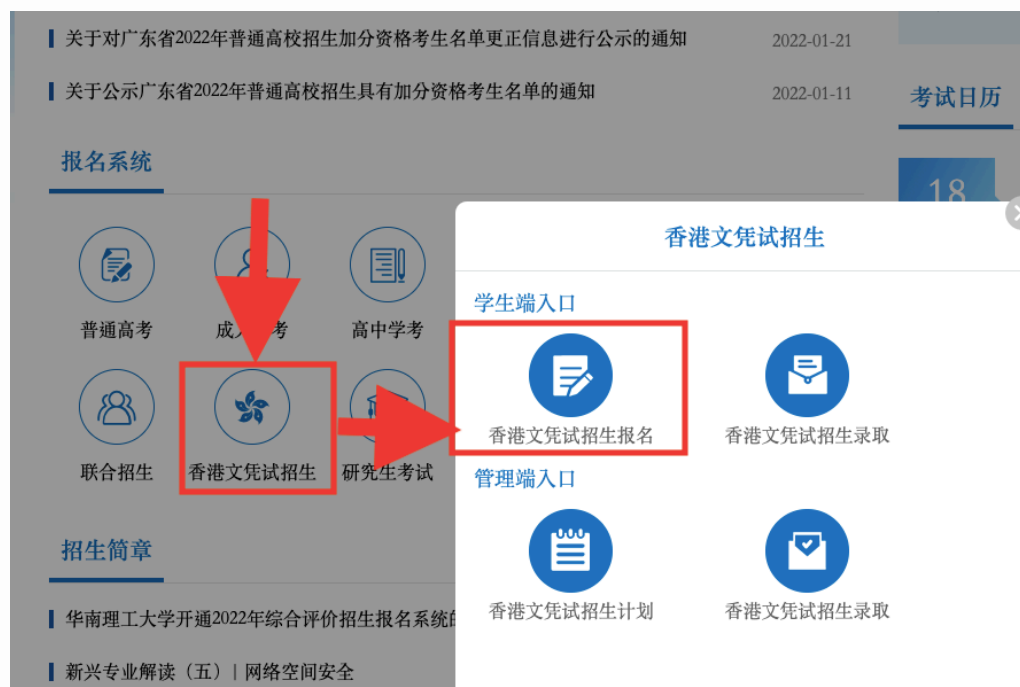 关于对广东省2022年普通高校招生加分资格考生名单更正信息进行公示的通知 2022-01-21
关于公示广东省2022年普通高校招生具有加分资格考生名单的通知 2022-01-11
考试日历
18
报名系统
普通高考
成人高考
高中学考
联合招生
香港文凭试招生
研究生考试
招生简章
华南理工大学开通2022年综合评价招生报名系统的
新兴专业解读（五）| 网络空间安全
香港文凭试招生
学生端入口
香港文凭试招生报名
香港文凭试招生录取
管理端入口
香港文凭试招生计划
香港文凭试招生录取